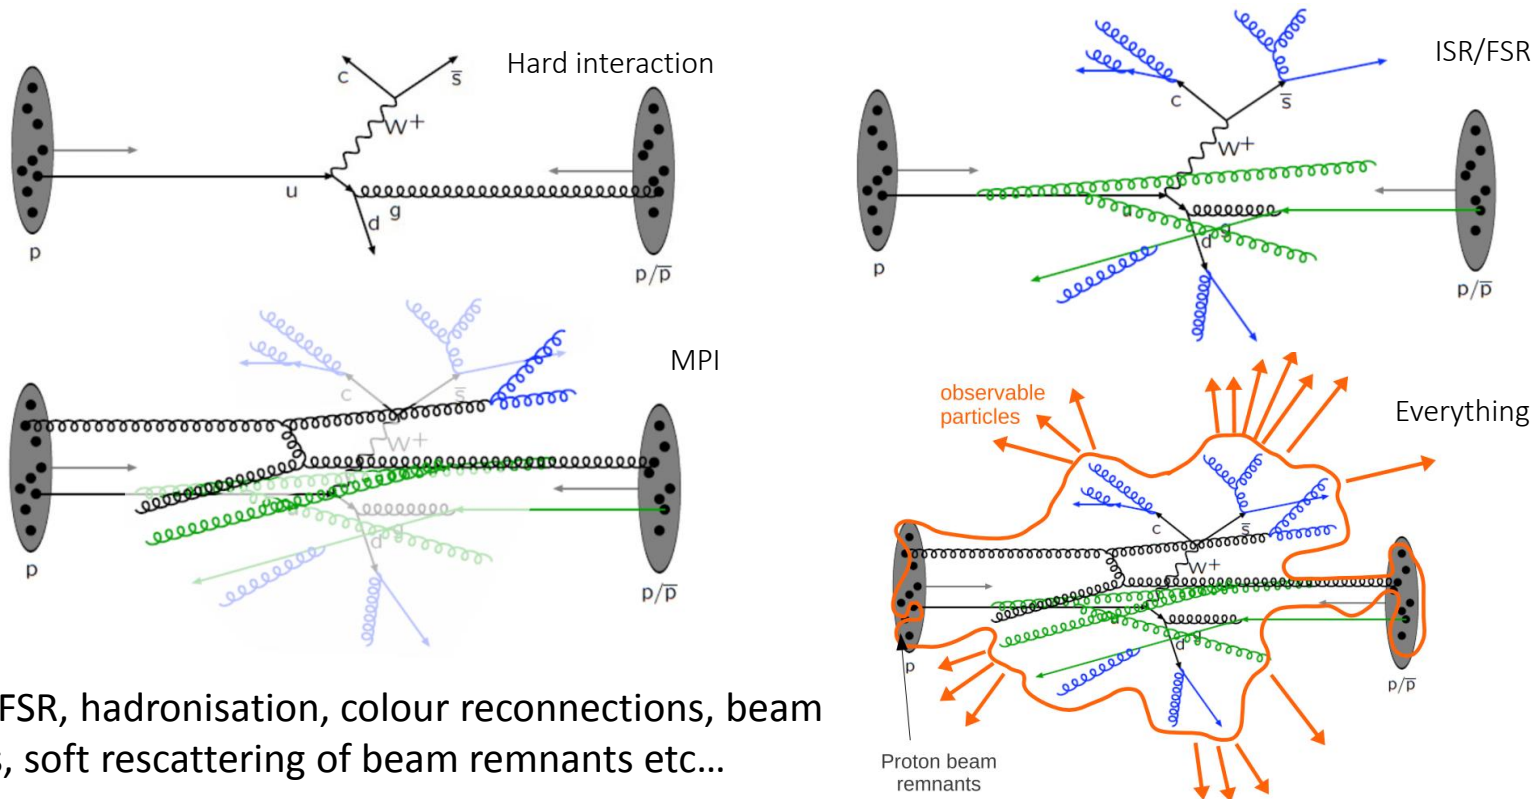 Hard interaction
c
s̅
W+
u
g
d
p
p/p̅
ISR/FSR
c
s̅
W+
u
g
d
p
p/p̅
MPI
c
s̅
W+
u
g
d
p
p/p̅
Everything
observable
particles
c
s̅
W+
u
g
d
p
p/p̅
Proton beam
remnants
FSR, hadronisation, colour reconnections, beam
s, soft rescattering of beam remnants etc...